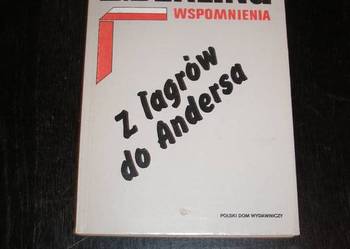 WSPOMNIENIA
Z łagrów
do Andersa
POLSKI DOM WYDAWNICZY